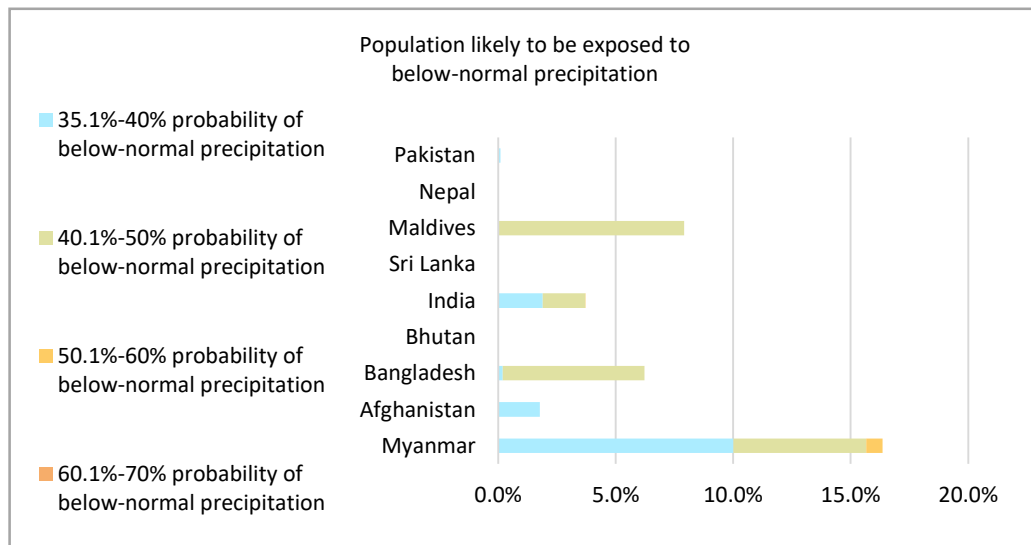 Population likely to be exposed to
below-normal precipitation
35.1%-40% probability of
below-normal precipitation
40.1%-50% probability of
below-normal precipitation
50.1%-60% probability of
below-normal precipitation
60.1%-70% probability of
below-normal precipitation
Pakistan
Nepal
Maldives
Sri Lanka
India
Bhutan
Bangladesh
Afghanistan
Myanmar
0.0% 5.0% 10.0% 15.0% 20.0%